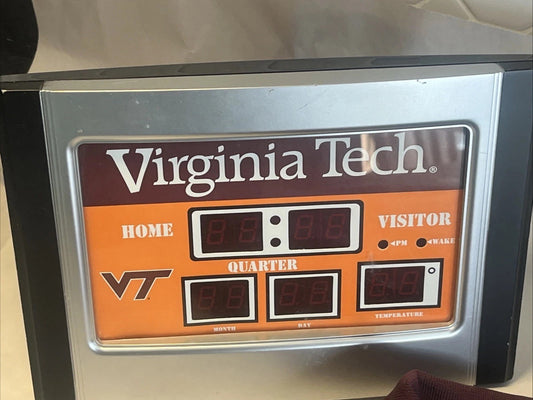 Virginia Tech®
HOME
VISITOR
◄PM ◄WAKE
QUARTER
VT
MONTH
DAY
TEMPERATURE